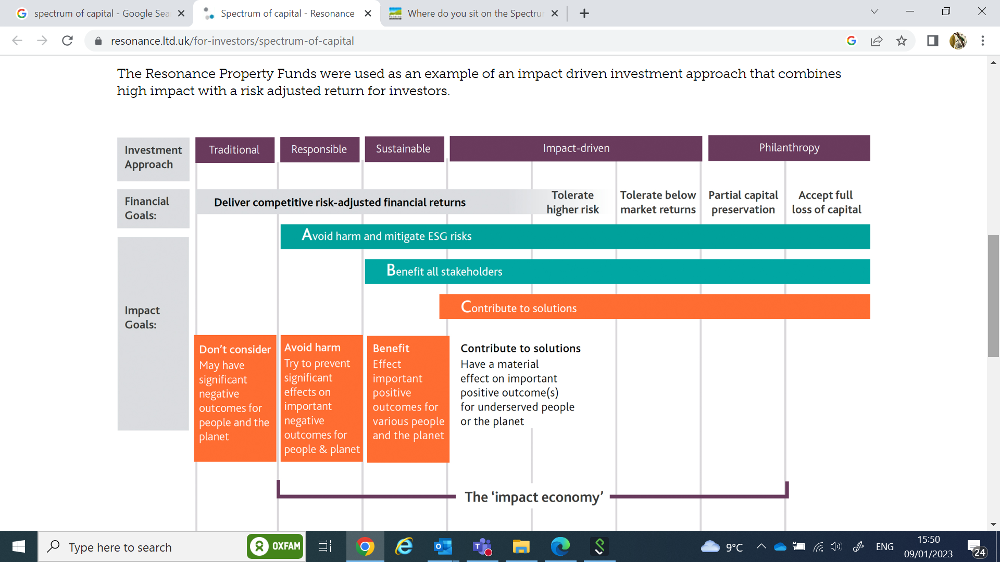 spectrum of capital - Google Sea
Spectrum of capital - Resonance
Where do you sit on the Spectrur
resonance.ltd.uk/for-investors/spectrum-of-capital
The Resonance Property Funds were used as an example of an impact driven investment approach that combines
high impact with a risk adjusted return for investors.
Investment
Approach
Traditional
Responsible
Sustainable
Impact-driven
Philanthropy
Financial
Goals:
Deliver competitive risk-adjusted financial returns
Tolerate
higher risk
Tolerate below
market returns
Partial capital
preservation
Accept full
loss of capital
Avoid harm and mitigate ESG risks
Benefit all stakeholders
Contribute to solutions
Impact
Goals:
Don't consider
May have
significant
negative
outcomes for
people and the
planet
Avoid harm
Try to prevent
significant
effects on
important
negative
outcomes for
people & planet
Benefit
Effect
important
positive
outcomes for
various people
and the planet
Contribute to solutions
Have a material
effect on important
positive outcome(s)
for underserved people
or the planet
The 'impact economy'
Type here to search
OXFAM
9°C
ENG
15:50
09/01/2023
24